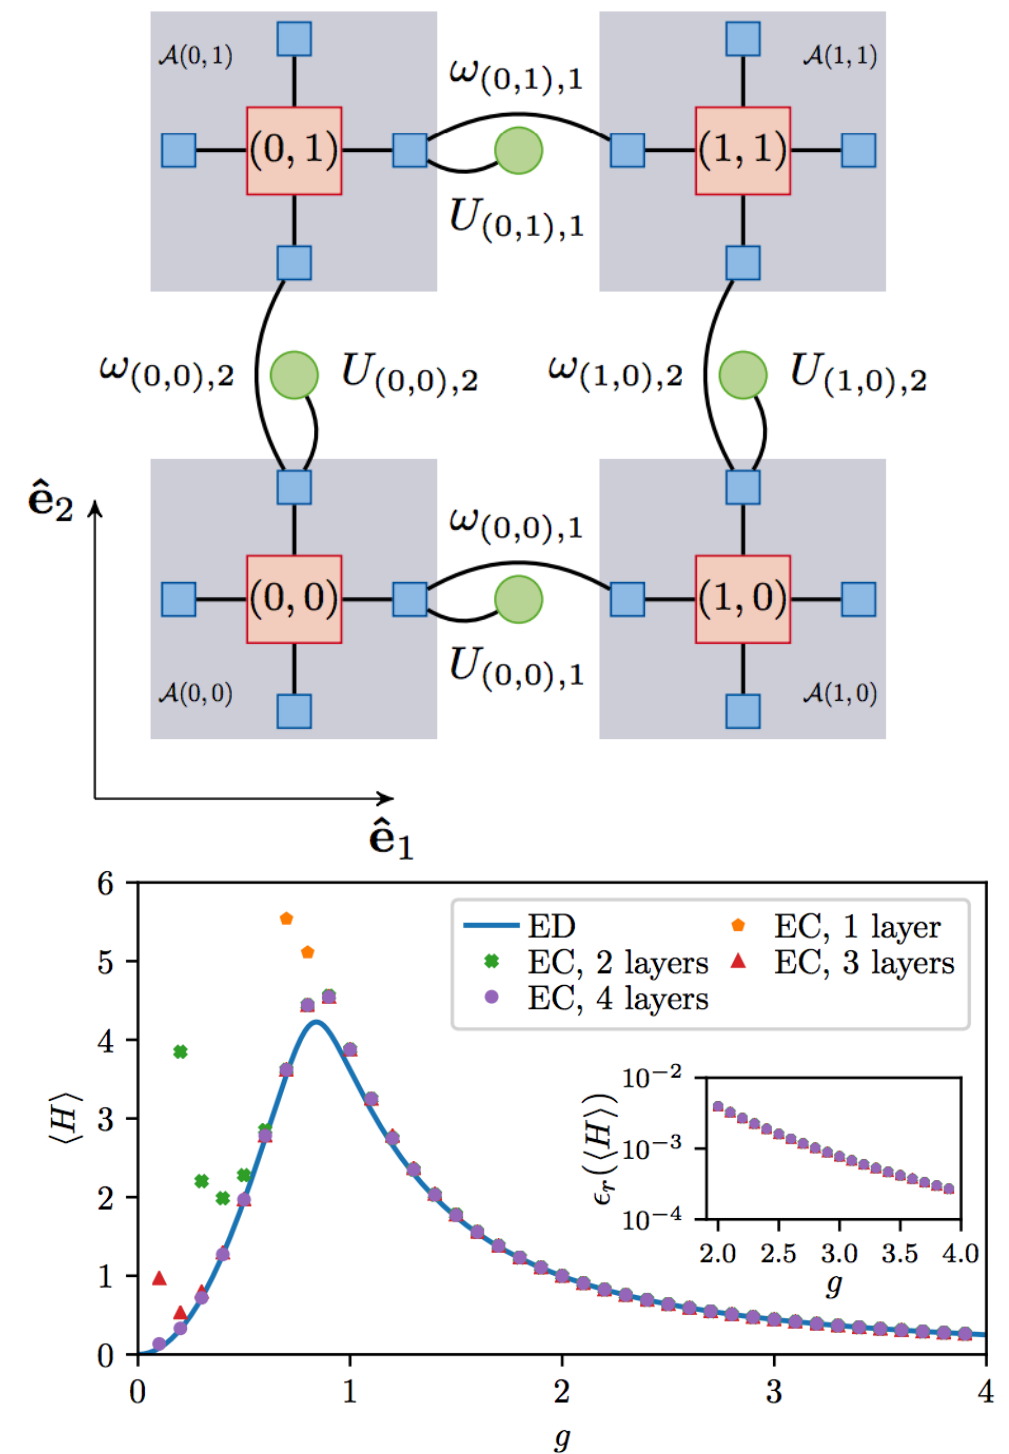 𝒜(0, 1)
ω(0,1),1
𝒜(1, 1)
(0, 1)
(1, 1)
U(0,1),1
ω(0,0),2
U(0,0),2
ω(1,0),2
U(1,0),2
ê2
ω(0,0),1
(0, 0)
(1, 0)
U(0,0),1
𝒜(0, 0)
𝒜(1, 0)
ê1
6
5
4
3
2
1
0
⟨H⟩
ED
EC, 1 layer
EC, 2 layers
EC, 3 layers
EC, 4 layers
10−2
10−3
10−4
ϵr(⟨H⟩)
2.0 2.5 3.0 3.5 4.0
g
0 1 2 3 4
g